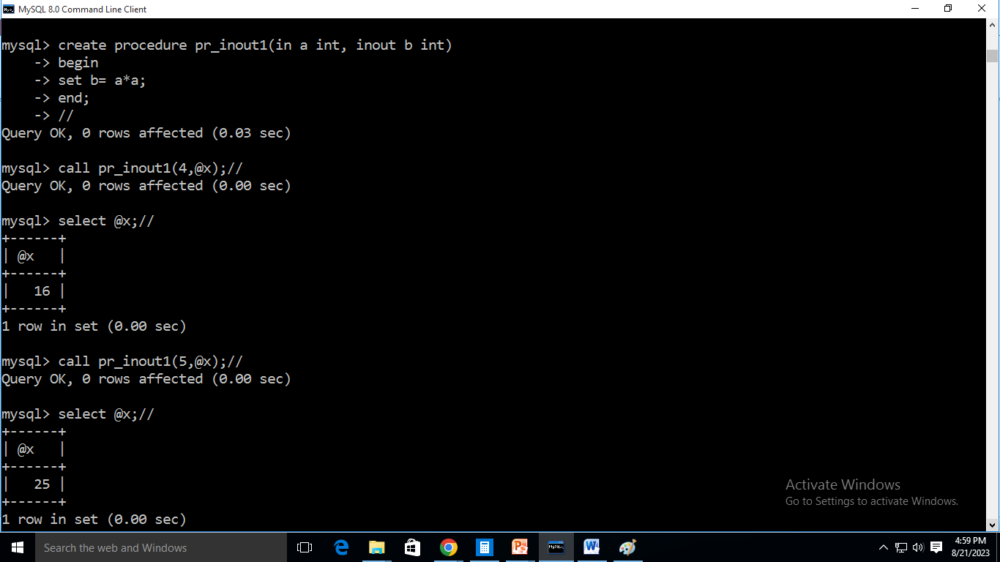 MySQL 8.0 Command Line Client
mysql> create procedure pr_inout1(in a int, inout b int)
    -> begin
    -> set b= a*a;
    -> end;
    -> //
Query OK, 0 rows affected (0.03 sec)
mysql> call pr_inout1(4,@x);//
Query OK, 0 rows affected (0.00 sec)
mysql> select @x;//
+------+
| @x   |
+------+
|   16 |
+------+
1 row in set (0.00 sec)
mysql> call pr_inout1(5,@x);//
Query OK, 0 rows affected (0.00 sec)
mysql> select @x;//
+------+
| @x   |
+------+
|   25 |
+------+
1 row in set (0.00 sec)
Activate Windows
Go to Settings to activate Windows.
Search the web and Windows
4:59 PM
8/21/2023